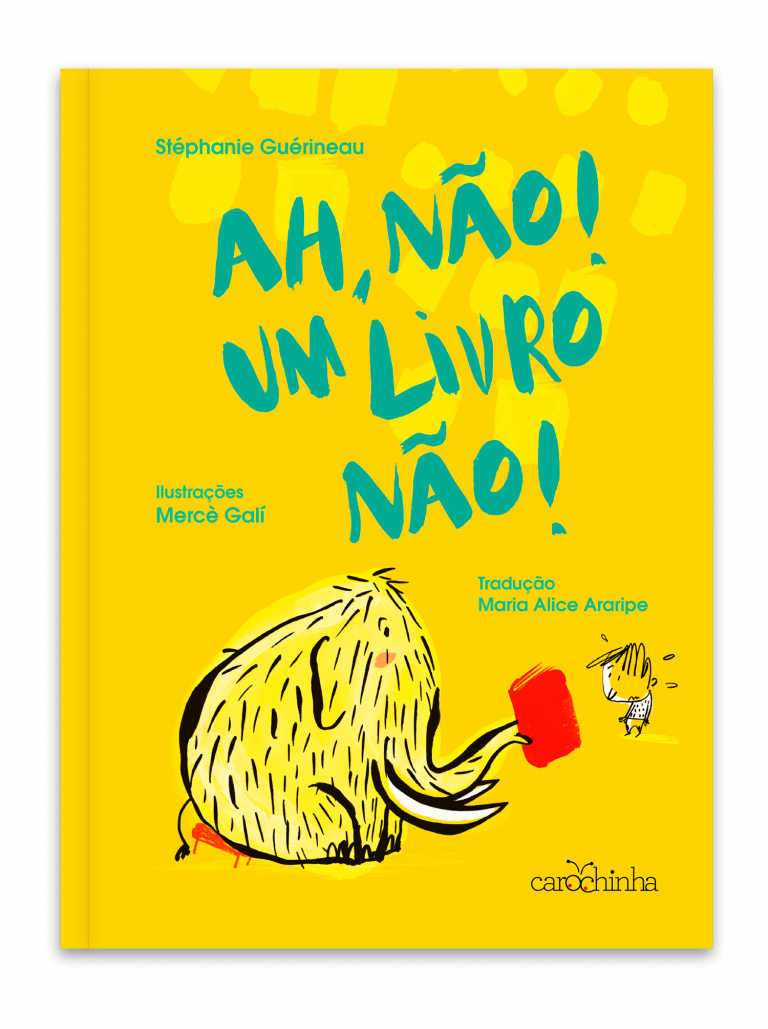 Stéphanie Guérineau
AH, NÃO!
UM LiVRO
NÃO!
Ilustrações
Mercè Galí
Tradução
Maria Alice Araripe
carochinha